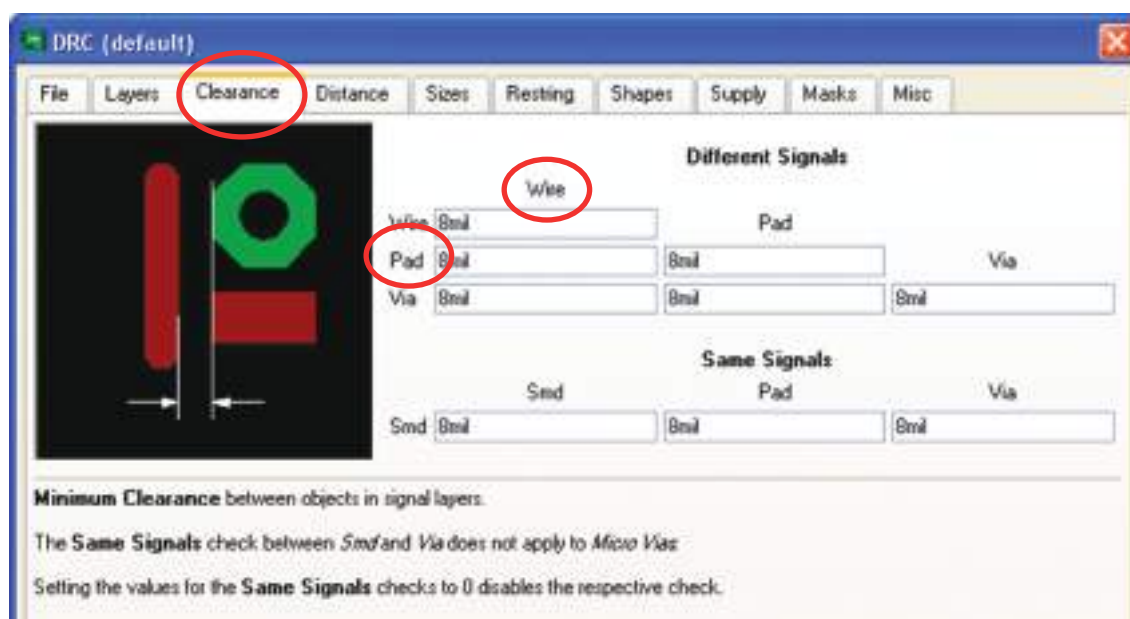 DRC (default)
File Layers Clearance Distance Sizes Restring Shapes Supply Masks Misc
Different Signals
Wire
Wire 8mil Pad
Pad 8mil 8mil Via
Via 8mil 8mil 8mil
Same Signals
Smd Pad Via
Smd 8mil 8mil 8mil
Minimum Clearance between objects in signal layers.
The Same Signals check between Smd and Via does not apply to Micro Vias
Setting the values for the Same Signals checks to 0 disables the respective check.